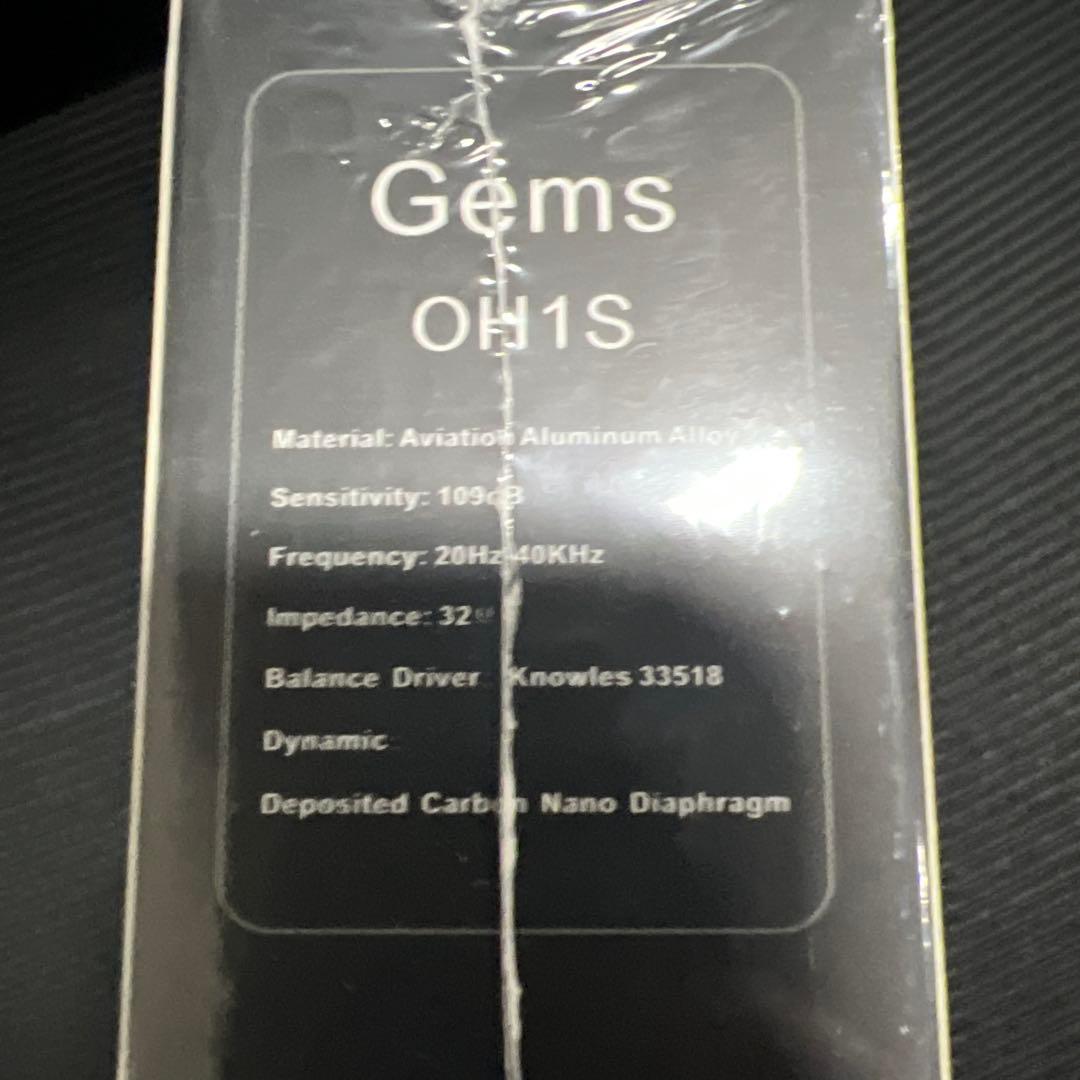 Gems
OH1S
Material: Aviation Aluminum Alloy
Sensitivity: 109dB
Frequency: 20Hz-40KHz
Impedance: 32Ω
Balance Driver Knowles 33518
Dynamic
Deposited Carbon Nano Diaphragm